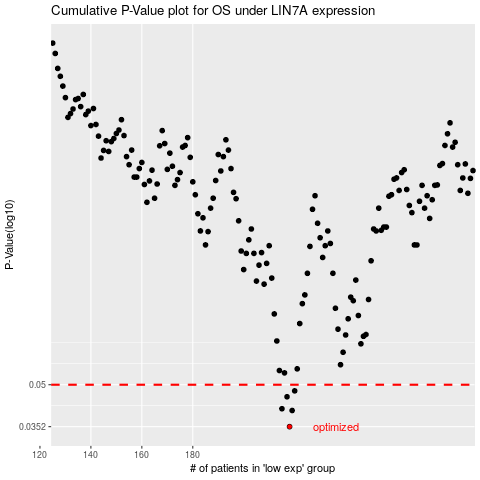 Cumulative P-Value plot for OS under LIN7A expression
P-Value(log10)
0.05
0.0352
optimized
120 140 160 180
# of patients in 'low exp' group